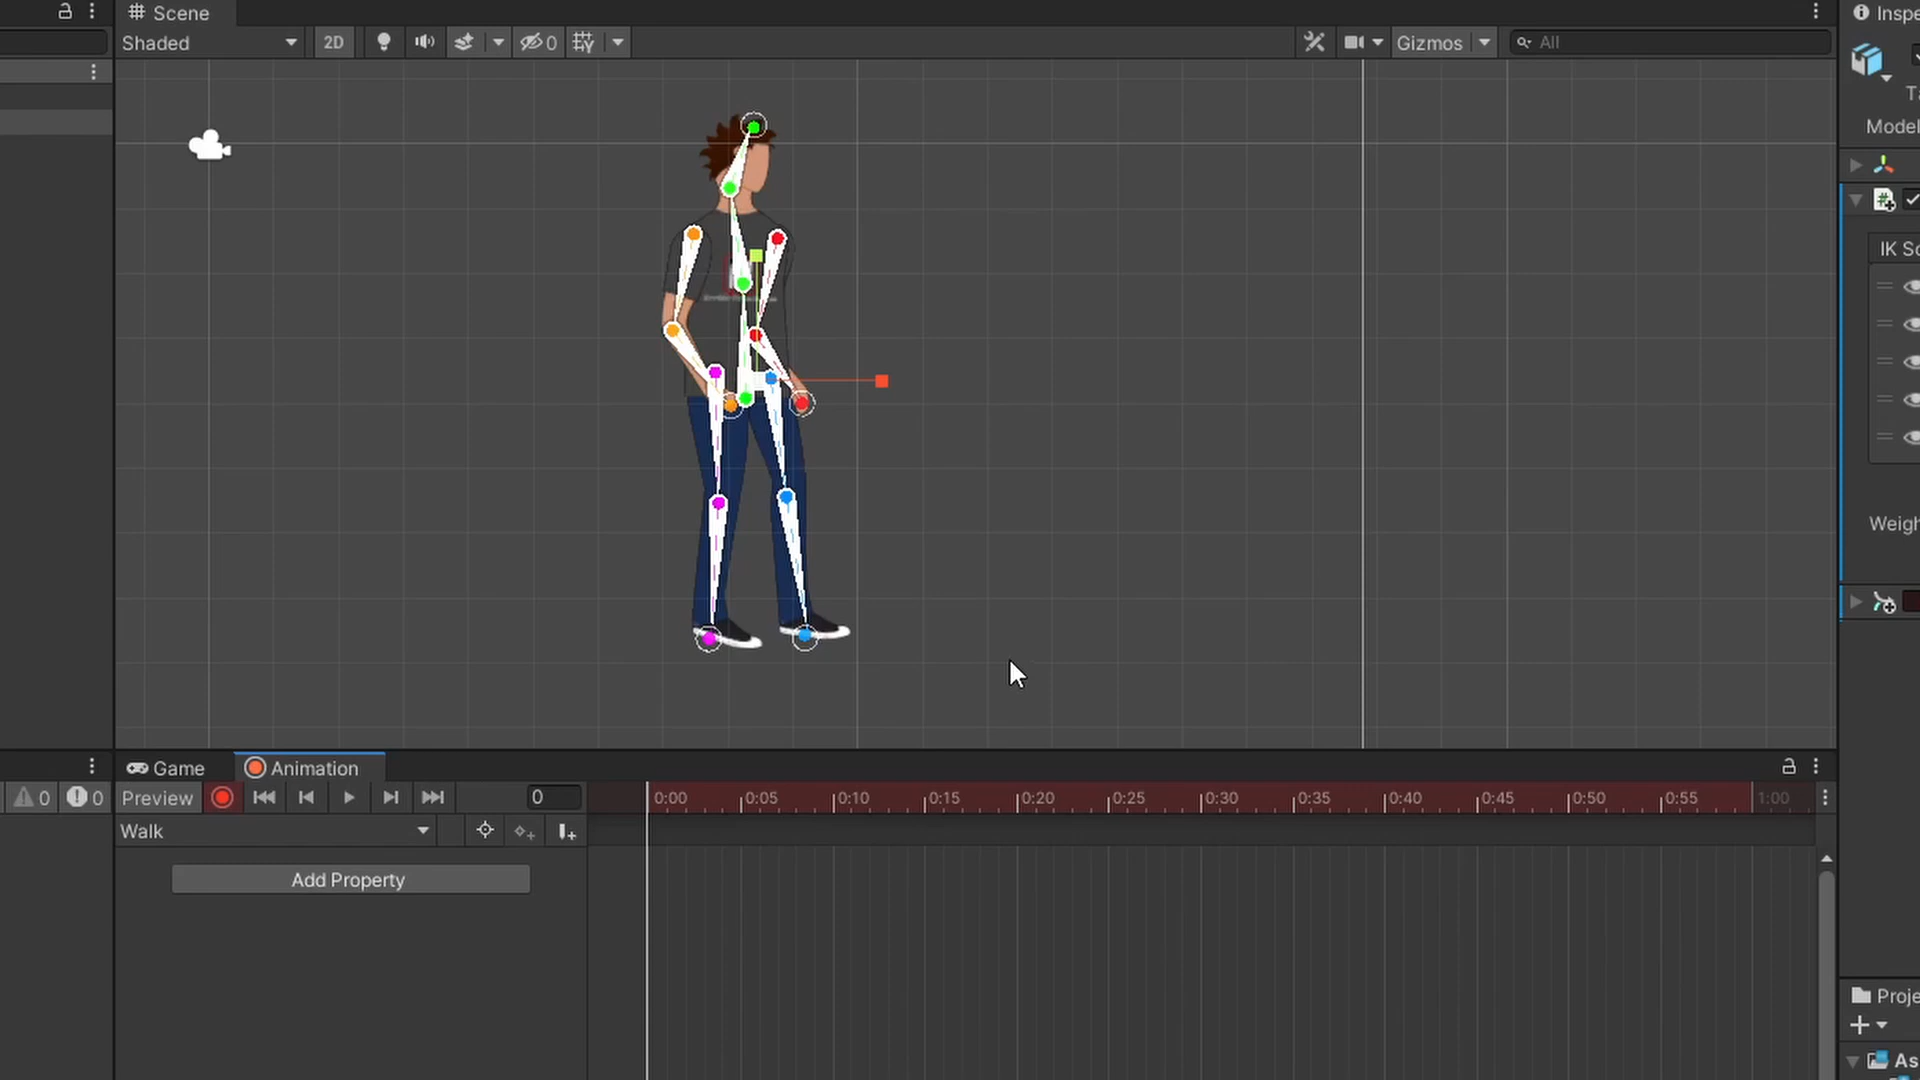 Scene
Inspe
Shaded
2D
0
Gizmos
All
Ta
Model
IK So
Weigh
Game
Animation
0
0
Preview
0
0:00
0:05
0:10
0:15
0:20
0:25
0:30
0:35
0:40
0:45
0:50
0:55
1:00
Walk
Add Property
Proje
As